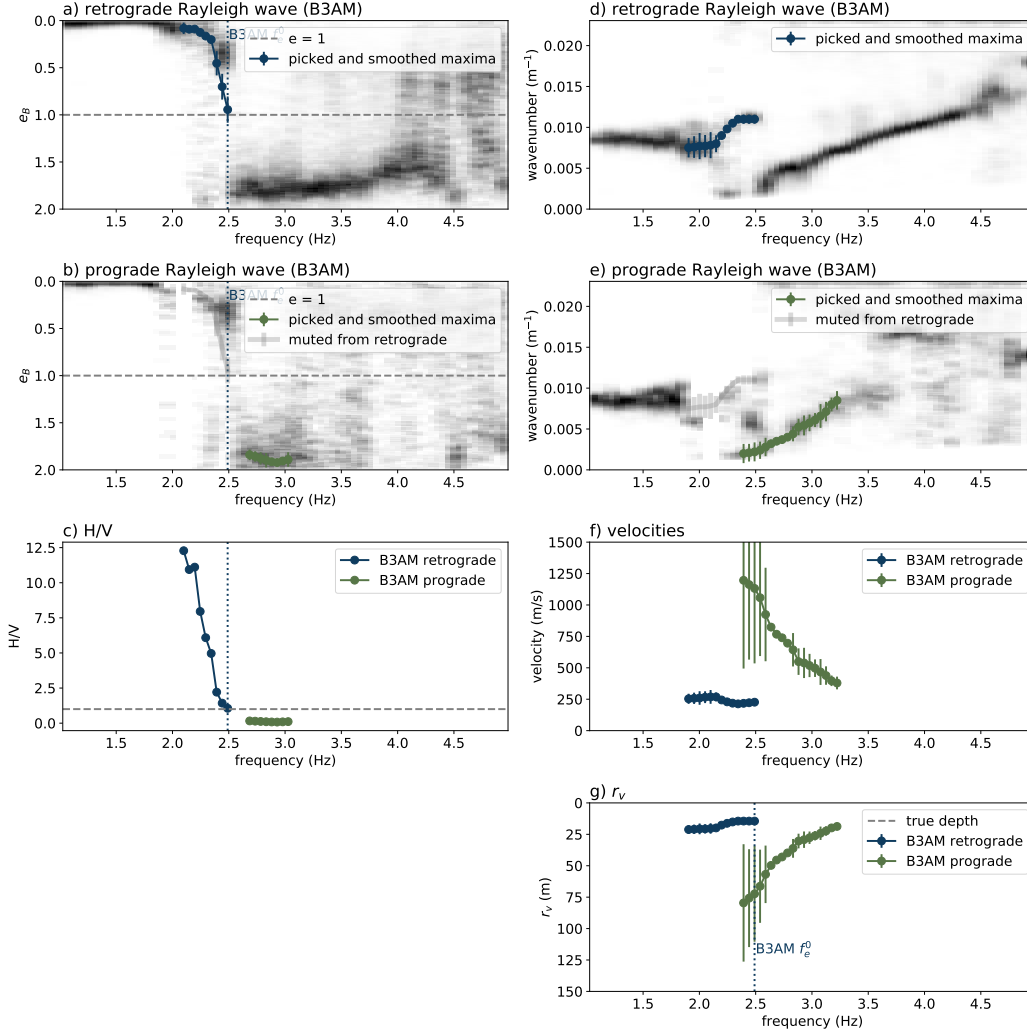 a) retrograde Rayleigh wave (B3AM)
B3AM f_e^0
e = 1
picked and smoothed maxima
0.0
0.5
1.0
1.5
2.0
e_B
1.5 2.0 2.5 3.0 3.5 4.0 4.5
frequency (Hz)
d) retrograde Rayleigh wave (B3AM)
picked and smoothed maxima
0.020
0.015
0.010
0.005
0.000
wavenumber (m⁻¹)
1.5 2.0 2.5 3.0 3.5 4.0 4.5
frequency (Hz)
b) prograde Rayleigh wave (B3AM)
B3AM f_e^0
e = 1
picked and smoothed maxima
muted from retrograde
0.0
0.5
1.0
1.5
2.0
e_B
1.5 2.0 2.5 3.0 3.5 4.0 4.5
frequency (Hz)
e) prograde Rayleigh wave (B3AM)
picked and smoothed maxima
muted from retrograde
0.020
0.015
0.010
0.005
0.000
wavenumber (m⁻¹)
1.5 2.0 2.5 3.0 3.5 4.0 4.5
frequency (Hz)
c) H/V
B3AM retrograde
B3AM prograde
12.5
10.0
7.5
5.0
2.5
0.0
H/V
1.5 2.0 2.5 3.0 3.5 4.0 4.5
frequency (Hz)
f) velocities
B3AM retrograde
B3AM prograde
1500
1250
1000
750
500
250
0
velocity (m/s)
1.5 2.0 2.5 3.0 3.5 4.0 4.5
frequency (Hz)
g) r_v
true depth
B3AM retrograde
B3AM prograde
0
25
50
75
100
125
150
r_v (m)
B3AM f_e^0
1.5 2.0 2.5 3.0 3.5 4.0 4.5
frequency (Hz)